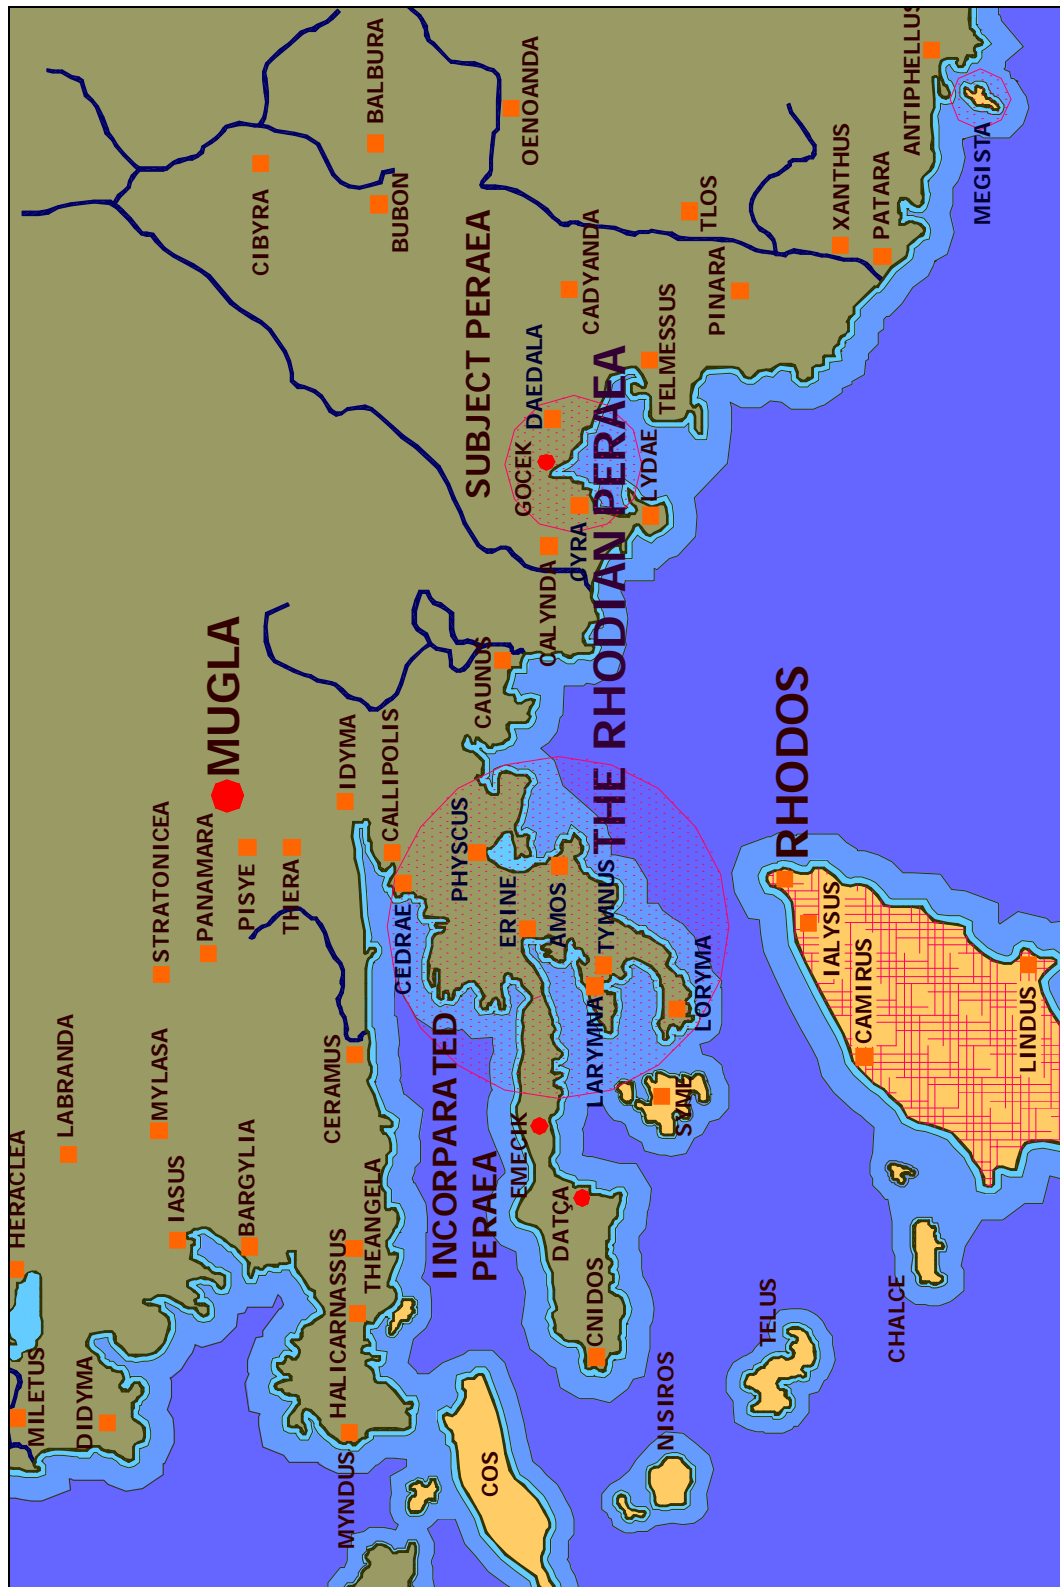 HERACLEA
MILETUS
DIDYMA
LABRANDA
MYLASA
IASUS
BARGYLIA
STRATONICEA
PANAMARA
PISYE
THERA
MUGLA
IDYMA
CALLIPOLIS
CERAMUS
THEANGELA
HALICARNASSUS
MYNDUS
CIBYRA
BALBURA
BUBON
OENOANDA
SUBJECT PERAEA
CADYANDA
TLOS
PINARA
XANTHUS
PATARA
ANTIPHELLUS
MEGISTA
TELMESSUS
DAEDALA
GOCEK
LYDAE
CYRA
CALYNDA
CAUNUS
THE RHODIAN PERAEA
PHYSCUS
CEDRAE
ERINE
AMOS
TYMNUS
LARYMNA
LORYMA
INCORPARATED
PERAEA
EMECIK
DATÇA
CNIDOS
SYME
COS
NISIROS
TELUS
CHALCE
RHODOS
IALYSUS
CAMIRUS
LINDUS